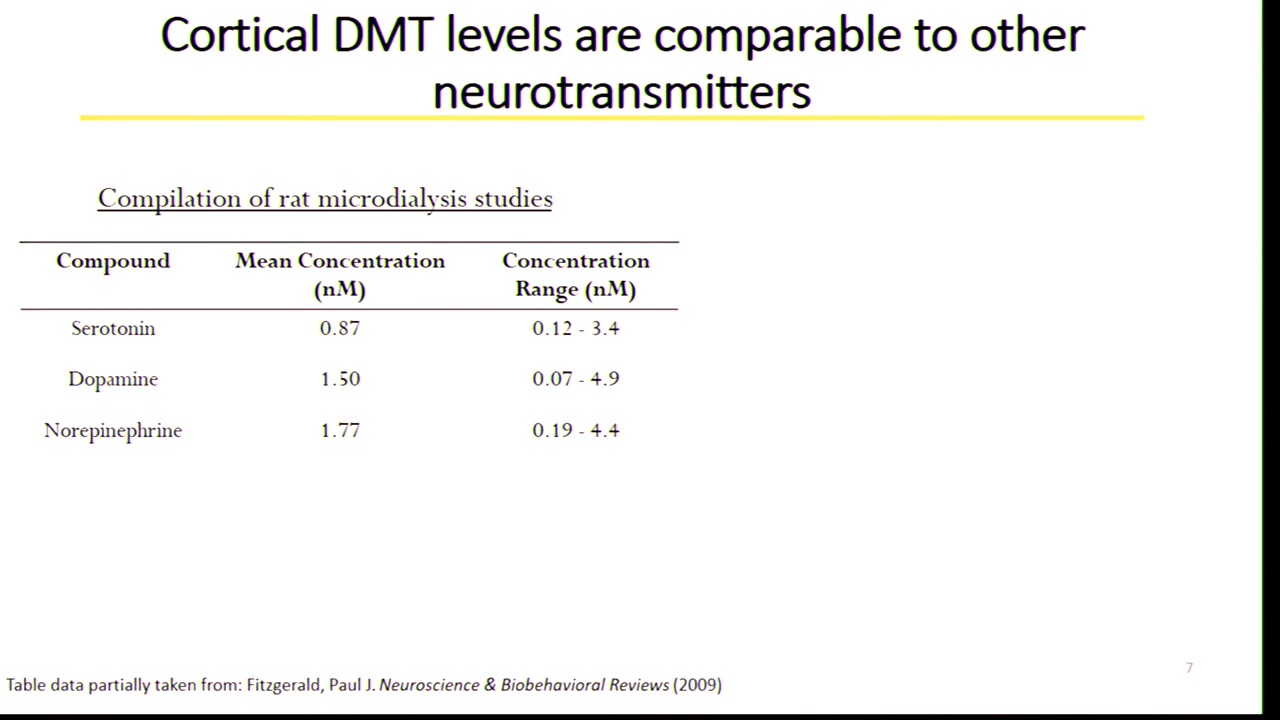 Cortical DMT levels are comparable to other
neurotransmitters
Compilation of rat microdialysis studies
Compound Mean Concentration (nM) Concentration Range (nM)
Serotonin 0.87 0.12 - 3.4
Dopamine 1.50 0.07 - 4.9
Norepinephrine 1.77 0.19 - 4.4
7
Table data partially taken from: Fitzgerald, Paul J. Neuroscience & Biobehavioral Reviews (2009)